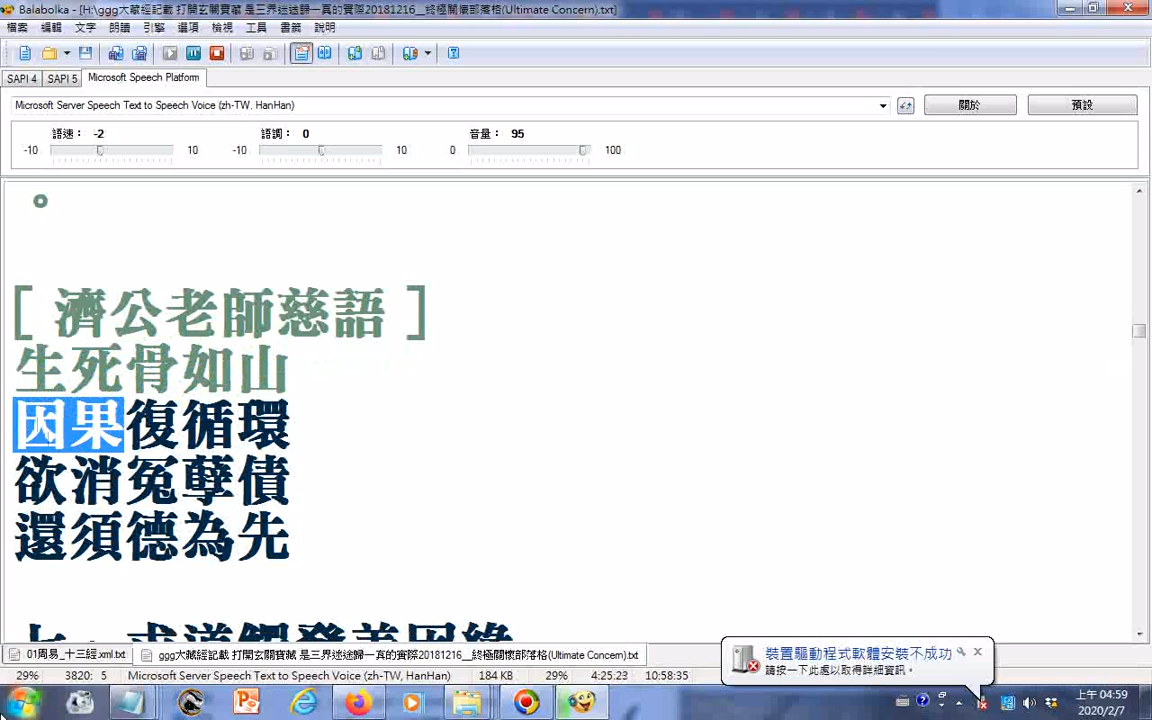 Balabolka - [H:\ggg大藏經記載 打開玄關寶藏 是三界迷途歸一真的實際20181216__終極關懷部落格(Ultimate Concern).txt]
檔案 編輯 文字 朗讀 引擎 選項 檢視 工具 書籤 說明
SAPI 4 SAPI 5 Microsoft Speech Platform
Microsoft Server Speech Text to Speech Voice (zh-TW, HanHan) 關於 預設
語速： -2 語調： 0 音量： 95
-10 10 -10 10 0 100
。
[ 濟公老師慈語 ]
生死骨如山
因果復循環
欲消冤孽債
還須德為先
七、求道觸發善因緣
01周易_十三經.xml.txt ggg大藏經記載 打開玄關寶藏 是三界迷途歸一真的實際20181216__終極關懷部落格(Ultimate Concern).txt
裝置驅動程式軟體安裝不成功
請按一下此處以取得詳細資訊。
29% 3820: 5 Microsoft Server Speech Text to Speech Voice (zh-TW, HanHan) 184 KB 29% 4:25.23 10:58:35
上午 04:59
2020/2/7